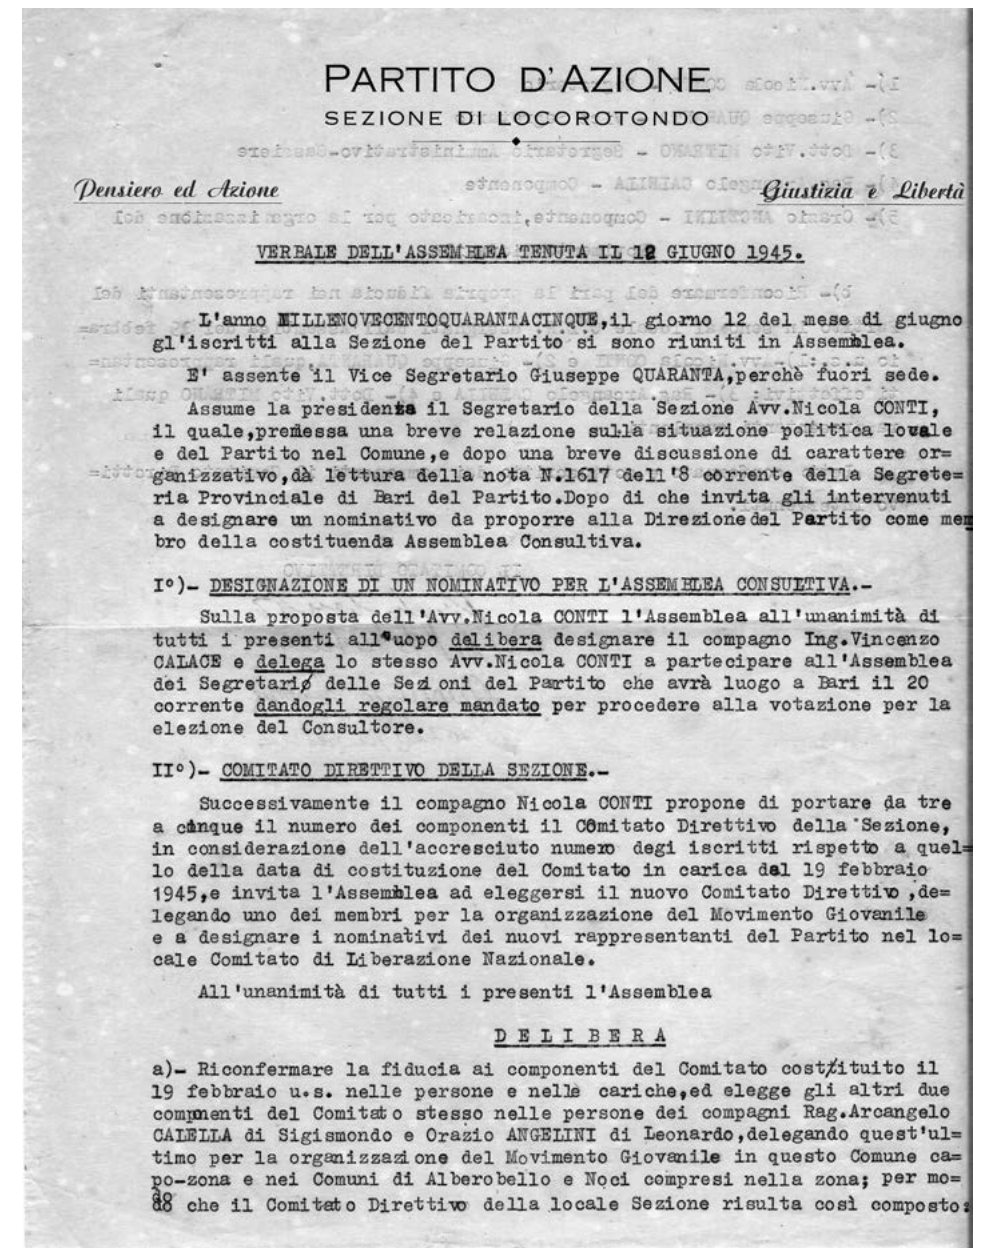 PARTITO D'AZIONE
SEZIONE DI LOCOROTONDO
Pensiero ed Azione Giustizia e Libertà
VERBALE DELL'ASSEMBLEA TENUTA IL 12 GIUGNO 1945.
L'anno MILLENOVECENTOQUARANTACINQUE,il giorno 12 del mese di giugno
gl'iscritti alla Sezione del Partito si sono riuniti in Assemblea.
E' assente il Vice Segretario Giuseppe QUARANTA,perchè fuori sede.
Assume la presidenza il Segretario della Sezione Avv.Nicola CONTI,
il quale,premessa una breve relazione sulla situazione politica locale
e del Partito nel Comune,e dopo una breve discussione di carattere or=
ganizzativo,dà lettura della nota N.1617 dell'8 corrente della Segrete=
ria Provinciale di Bari del Partito.Dopo di che invita gli intervenuti
a designare un nominativo da proporre alla Direzione del Partito come mem
bro della costituenda Assemblea Consultiva.
I°)- DESIGNAZIONE DI UN NOMINATIVO PER L'ASSEMBLEA CONSULTIVA.-
Sulla proposta dell'Avv.Nicola CONTI l'Assemblea all'unanimità di
tutti i presenti all'uopo delibera designare il compagno Ing.Vincenzo
CALACE e delega lo stesso Avv.Nicola CONTI a partecipare all'Assemblea
dei Segretari delle Sezioni del Partito che avrà luogo a Bari il 20
corrente dandogli regolare mandato per procedere alla votazione per la
elezione del Consultore.
II°)- COMITATO DIRETTIVO DELLA SEZIONE.-
Successivamente il compagno Nicola CONTI propone di portare da tre
a cinque il numero dei componenti il Comitato Direttivo della Sezione,
in considerazione dell'accresciuto numero degi iscritti rispetto a quel=
lo della data di costituzione del Comitato in carica dal 19 febbraio
1945,e invita l'Assemblea ad eleggersi il nuovo Comitato Direttivo,de=
legando uno dei membri per la organizzazione del Movimento Giovanile
e a designare i nominativi dei nuovi rappresentanti del Partito nel lo=
cale Comitato di Liberazione Nazionale.
All'unanimità di tutti i presenti l'Assemblea
D E L I B E R A
a)- Riconfermare la fiducia ai componenti del Comitato costituito il
19 febbraio u.s. nelle persone e nelle cariche,ed elegge gli altri due
compnenti del Comitato stesso nelle persone dei compagni Rag.Arcangelo
CALELLA di Sigismondo e Orazio ANGELINI di Leonardo,delegando quest'ul=
timo per la organizzazione del Movimento Giovanile in questo Comune ca=
po-zona e nei Comuni di Alberobello e Noci compresi nella zona; per mo=
do che il Comitato Direttivo della locale Sezione risulta così composto: